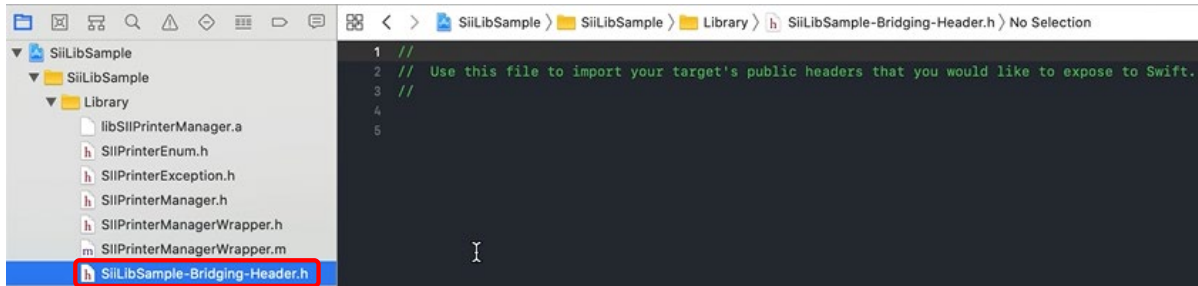 SiiLibSample 〉 SiiLibSample 〉 Library 〉 h SiiLibSample-Bridging-Header.h 〉 No Selection
SiiLibSample
SiiLibSample
Library
libSIIPrinterManager.a
h SIIPrinterEnum.h
h SIIPrinterException.h
h SIIPrinterManager.h
h SIIPrinterManagerWrapper.h
m SIIPrinterManagerWrapper.m
h SiiLibSample-Bridging-Header.h
1 //
2 //  Use this file to import your target's public headers that you would like to expose to Swift.
3 //
4
5